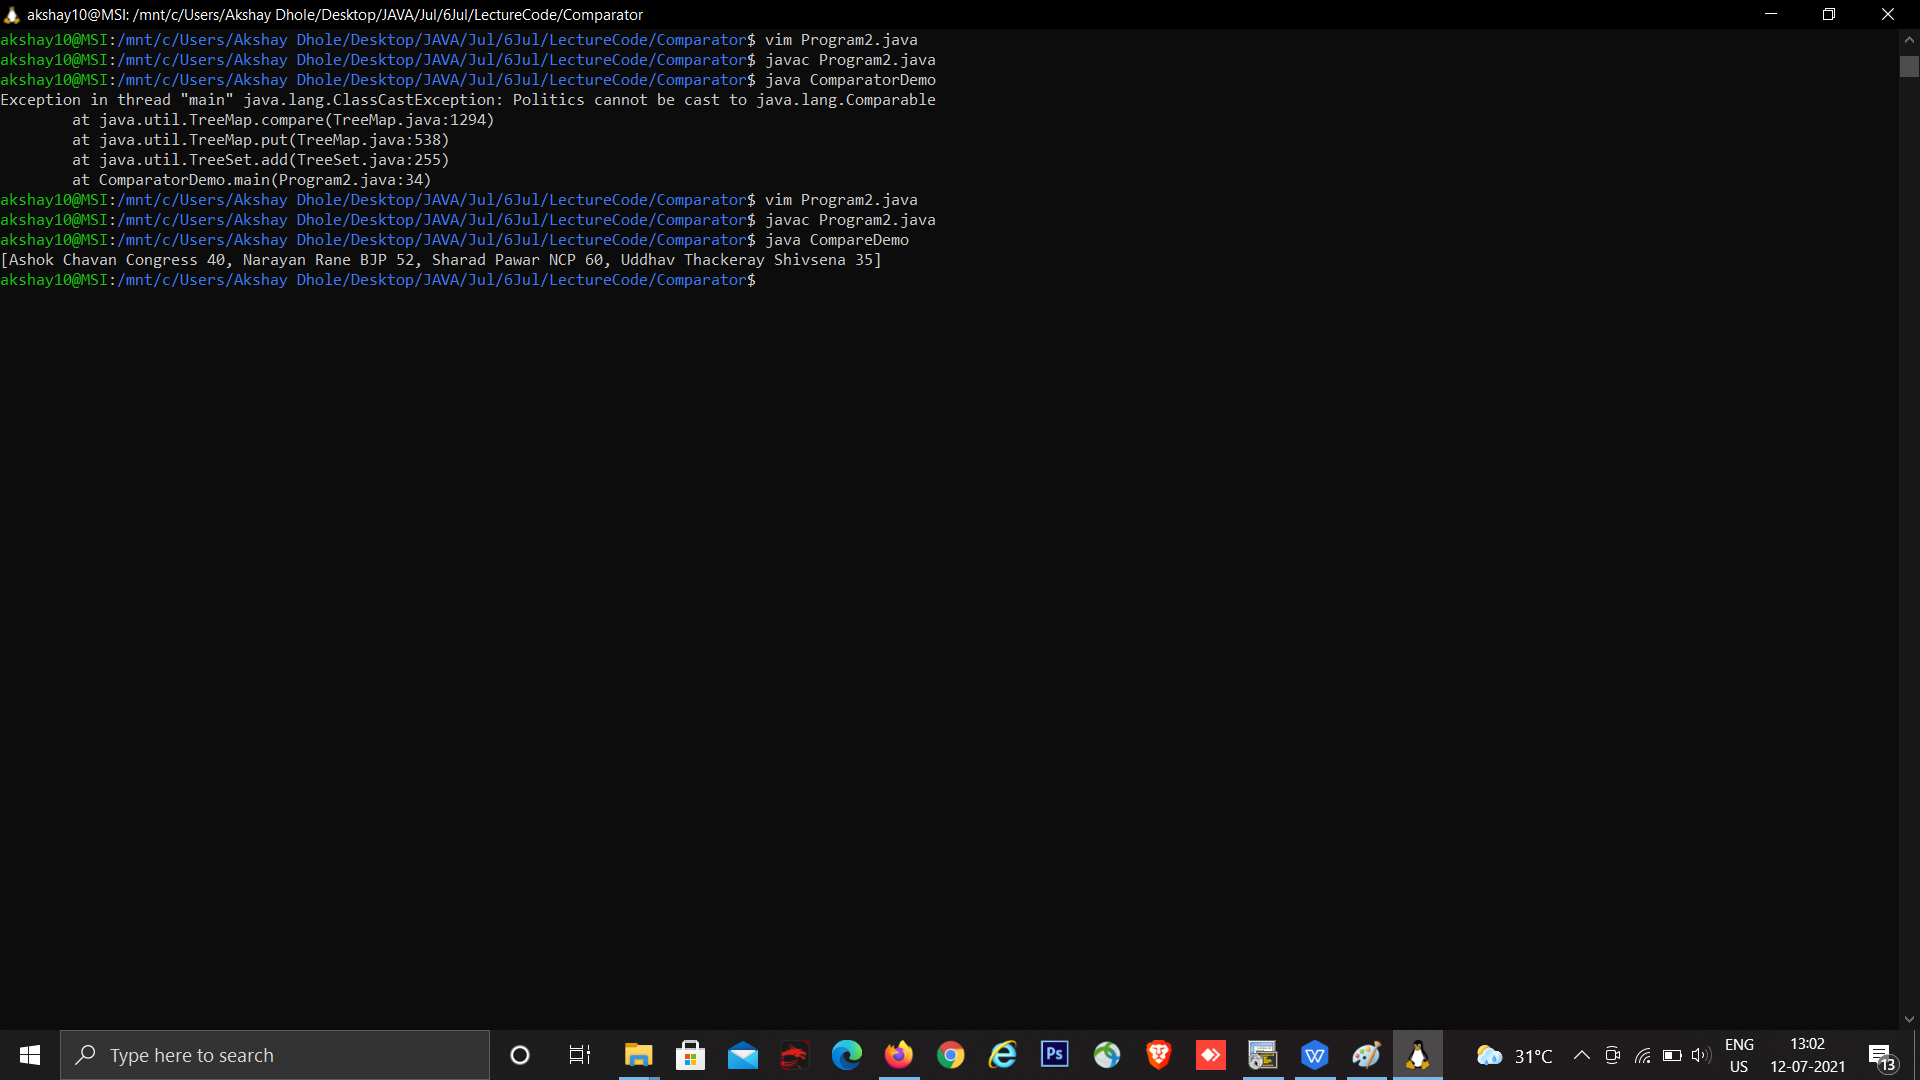 akshay10@MSI: /mnt/c/Users/Akshay Dhole/Desktop/JAVA/Jul/6Jul/LectureCode/Comparator
akshay10@MSI:/mnt/c/Users/Akshay Dhole/Desktop/JAVA/Jul/6Jul/LectureCode/Comparator$ vim Program2.java
akshay10@MSI:/mnt/c/Users/Akshay Dhole/Desktop/JAVA/Jul/6Jul/LectureCode/Comparator$ javac Program2.java
akshay10@MSI:/mnt/c/Users/Akshay Dhole/Desktop/JAVA/Jul/6Jul/LectureCode/Comparator$ java ComparatorDemo
Exception in thread "main" java.lang.ClassCastException: Politics cannot be cast to java.lang.Comparable
        at java.util.TreeMap.compare(TreeMap.java:1294)
        at java.util.TreeMap.put(TreeMap.java:538)
        at java.util.TreeSet.add(TreeSet.java:255)
        at ComparatorDemo.main(Program2.java:34)
akshay10@MSI:/mnt/c/Users/Akshay Dhole/Desktop/JAVA/Jul/6Jul/LectureCode/Comparator$ vim Program2.java
akshay10@MSI:/mnt/c/Users/Akshay Dhole/Desktop/JAVA/Jul/6Jul/LectureCode/Comparator$ javac Program2.java
akshay10@MSI:/mnt/c/Users/Akshay Dhole/Desktop/JAVA/Jul/6Jul/LectureCode/Comparator$ java CompareDemo
[Ashok Chavan Congress 40, Narayan Rane BJP 52, Sharad Pawar NCP 60, Uddhav Thackeray Shivsena 35]
akshay10@MSI:/mnt/c/Users/Akshay Dhole/Desktop/JAVA/Jul/6Jul/LectureCode/Comparator$
Type here to search
Ps
W
31°C
ENG
US
13:02
12-07-2021
13